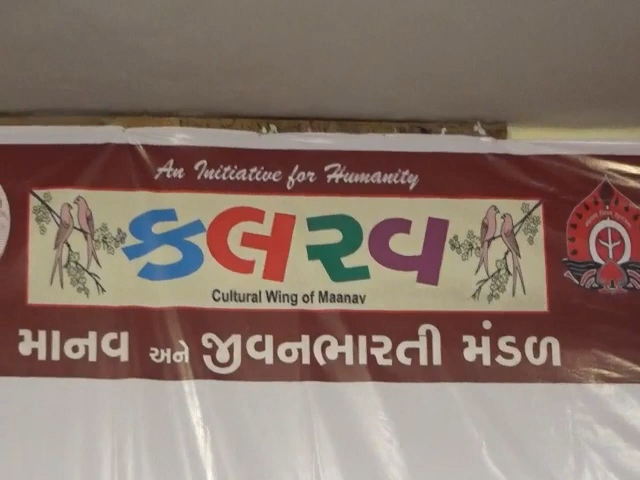 An Initiative for Humanity
કલરવ
Cultural Wing of Maanav
માનવ અને જીવનભારતી મંડળ